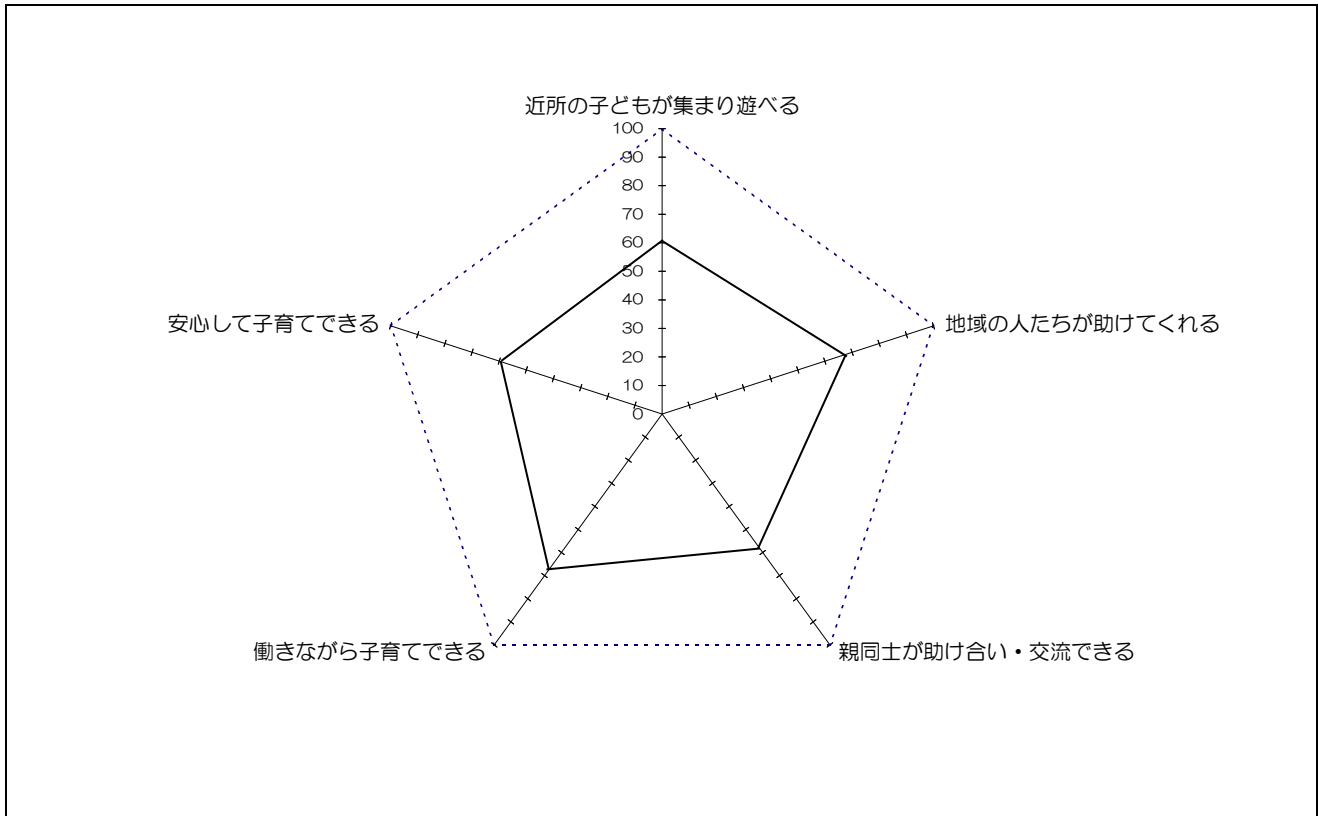 近所の子どもが集まり遊べる
100
90
80
70
60
50
40
30
20
10
0
安心して子育てできる
地域の人たちが助けてくれる
働きながら子育てできる
親同士が助け合い・交流できる